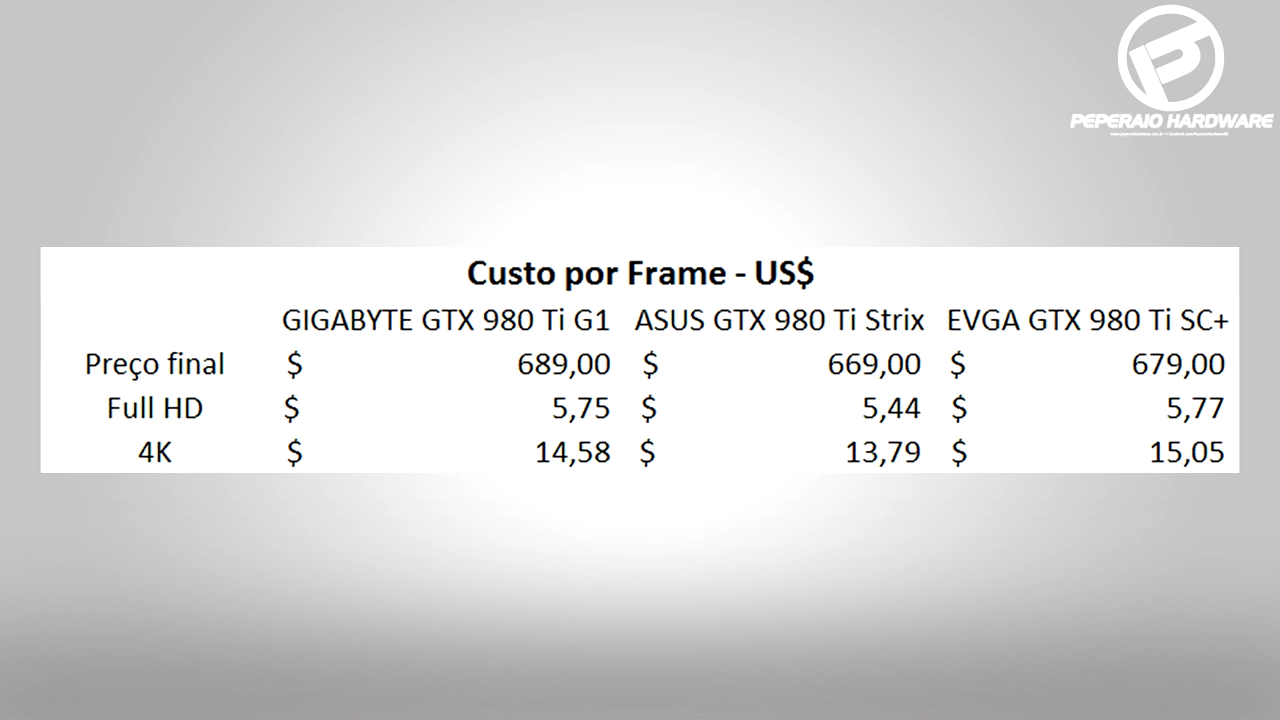 PEPERAIO HARDWARE
Custo por Frame - US$
GIGABYTE GTX 980 Ti G1 ASUS GTX 980 Ti Strix EVGA GTX 980 Ti SC+
Preço final $ 689,00 $ 669,00 $ 679,00
Full HD $ 5,75 $ 5,44 $ 5,77
4K $ 14,58 $ 13,79 $ 15,05